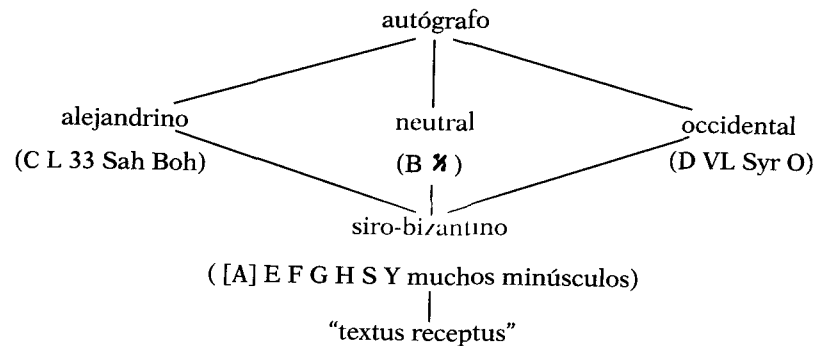 autógrafo
alejandrino neutral occidental
(C L 33 Sah Boh) (B א) (D VL Syr O)
siro-bizantino
( [A] E F G H S Y muchos minúsculos)
“textus receptus”